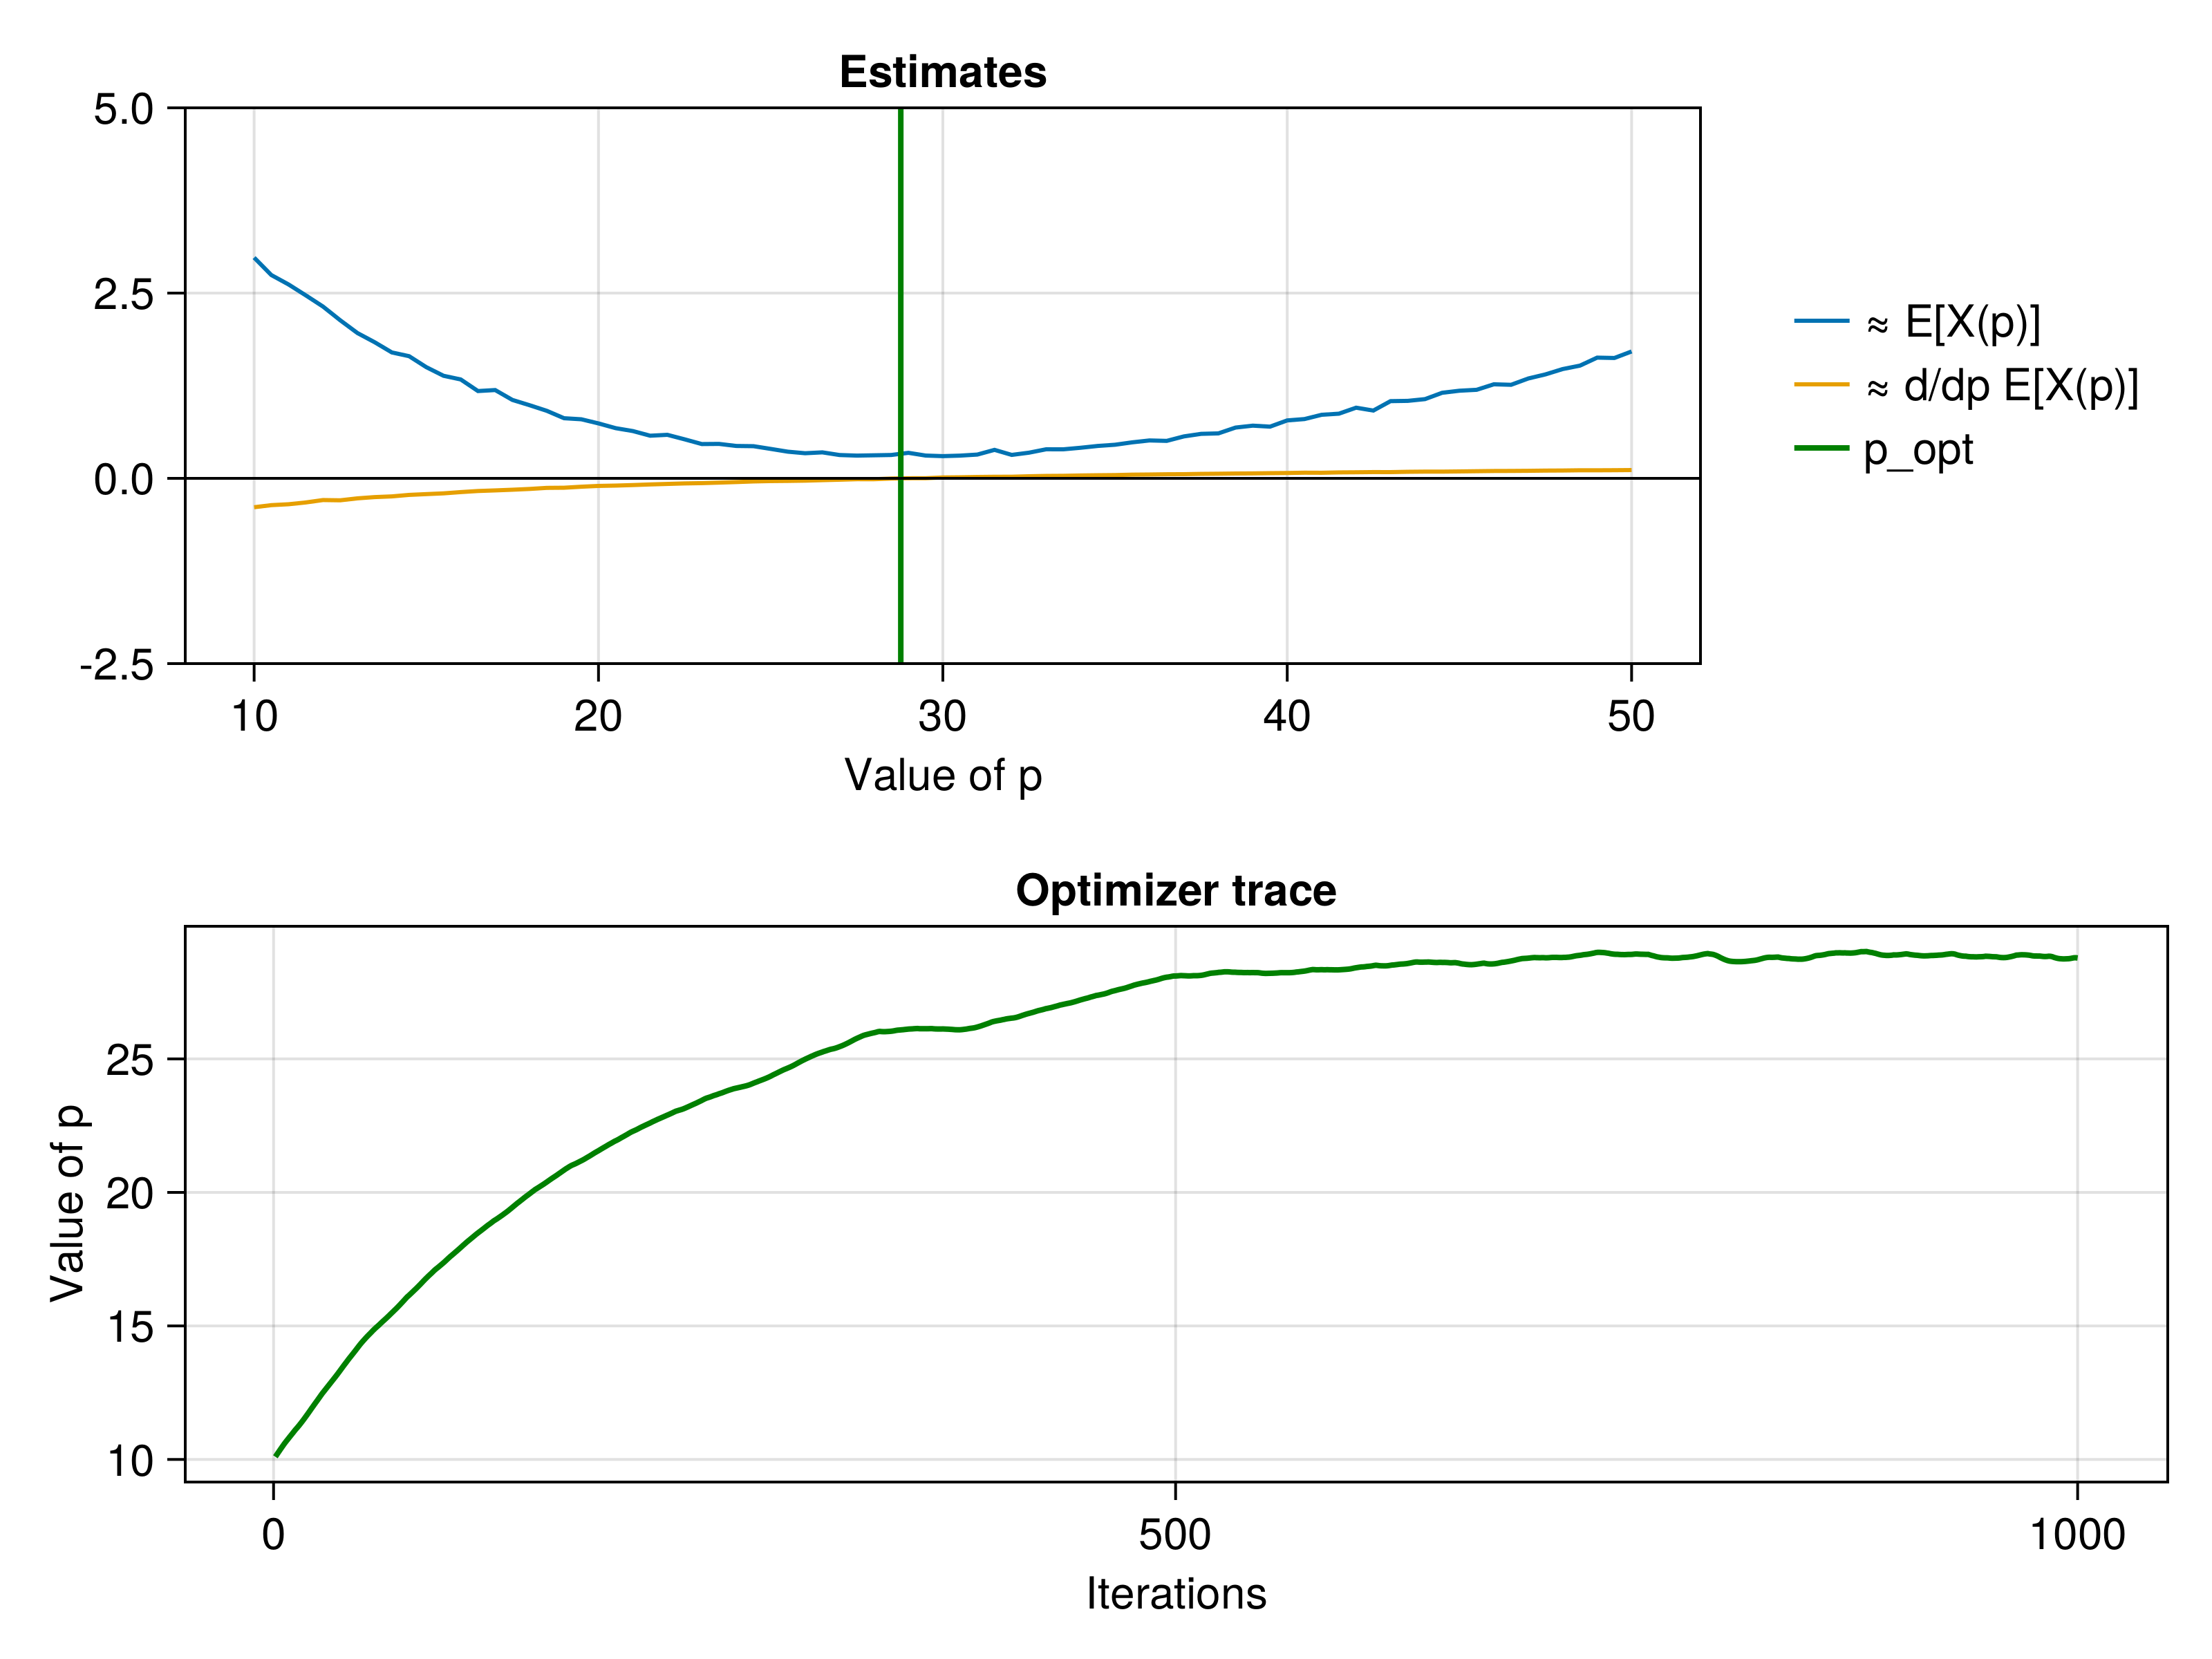 Estimates
5.0
2.5
0.0
-2.5
10 20 30 40 50
Value of p
≈ E[X(p)]
≈ d/dp E[X(p)]
p_opt
Optimizer trace
Value of p
25
20
15
10
0 500 1000
Iterations